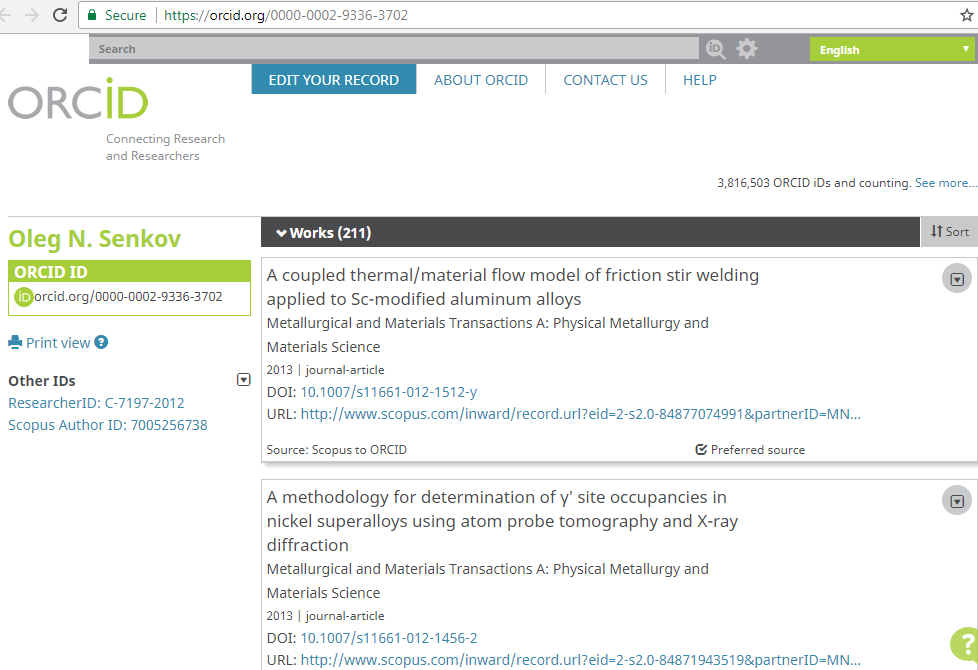 Secure | https://orcid.org/0000-0002-9336-3702
Search
iD
English
EDIT YOUR RECORD
ABOUT ORCID
CONTACT US
HELP
ORCiD
Connecting Research
and Researchers
3,816,503 ORCID iDs and counting. See more...
Oleg N. Senkov
ORCID ID
iD orcid.org/0000-0002-9336-3702
Print view ?
Other IDs
ResearcherID: C-7197-2012
Scopus Author ID: 7005256738
Works (211)
Sort
A coupled thermal/material flow model of friction stir welding
applied to Sc-modified aluminum alloys
Metallurgical and Materials Transactions A: Physical Metallurgy and
Materials Science
2013 | journal-article
DOI: 10.1007/s11661-012-1512-y
URL: http://www.scopus.com/inward/record.url?eid=2-s2.0-84877074991&partnerID=MN...
Source: Scopus to ORCID
Preferred source
A methodology for determination of γ' site occupancies in
nickel superalloys using atom probe tomography and X-ray
diffraction
Metallurgical and Materials Transactions A: Physical Metallurgy and
Materials Science
2013 | journal-article
DOI: 10.1007/s11661-012-1456-2
URL: http://www.scopus.com/inward/record.url?eid=2-s2.0-84871943519&partnerID=MN...
?